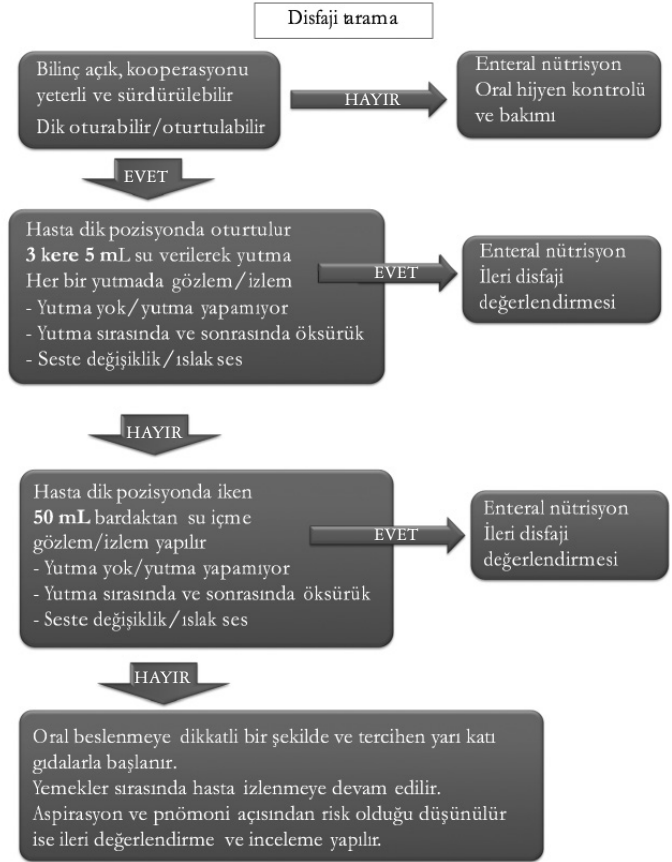 Disfaji tarama
Bilinç açık, kooperasyonu
yeterli ve sürdürülebilir
Dik oturabilir/oturtulabilir
HAYIR
Enteral nütrisyon
Oral hijyen kontrolü
ve bakımı
EVET
Hasta dik pozisyonda oturtulur
3 kere 5 mL su verilerek yutma
Her bir yutmada gözlem/izlem
- Yutma yok/yutma yapamıyor
- Yutma sırasında ve sonrasında öksürük
- Seste değişiklik/ıslak ses
EVET
Enteral nütrisyon
İleri disfaji
değerlendirmesi
HAYIR
Hasta dik pozisyonda iken
50 mL bardaktan su içme
gözlem/izlem yapılır
- Yutma yok/yutma yapamıyor
- Yutma sırasında ve sonrasında öksürük
- Seste değişiklik/ıslak ses
EVET
Enteral nütrisyon
İleri disfaji
değerlendirmesi
HAYIR
Oral beslenmeye dikkatli bir şekilde ve tercihen yarı katı
gıdalarla başlanır.
Yemekler sırasında hasta izlenmeye devam edilir.
Aspirasyon ve pnömoni açısından risk olduğu düşünülür
ise ileri değerlendirme ve inceleme yapılır.